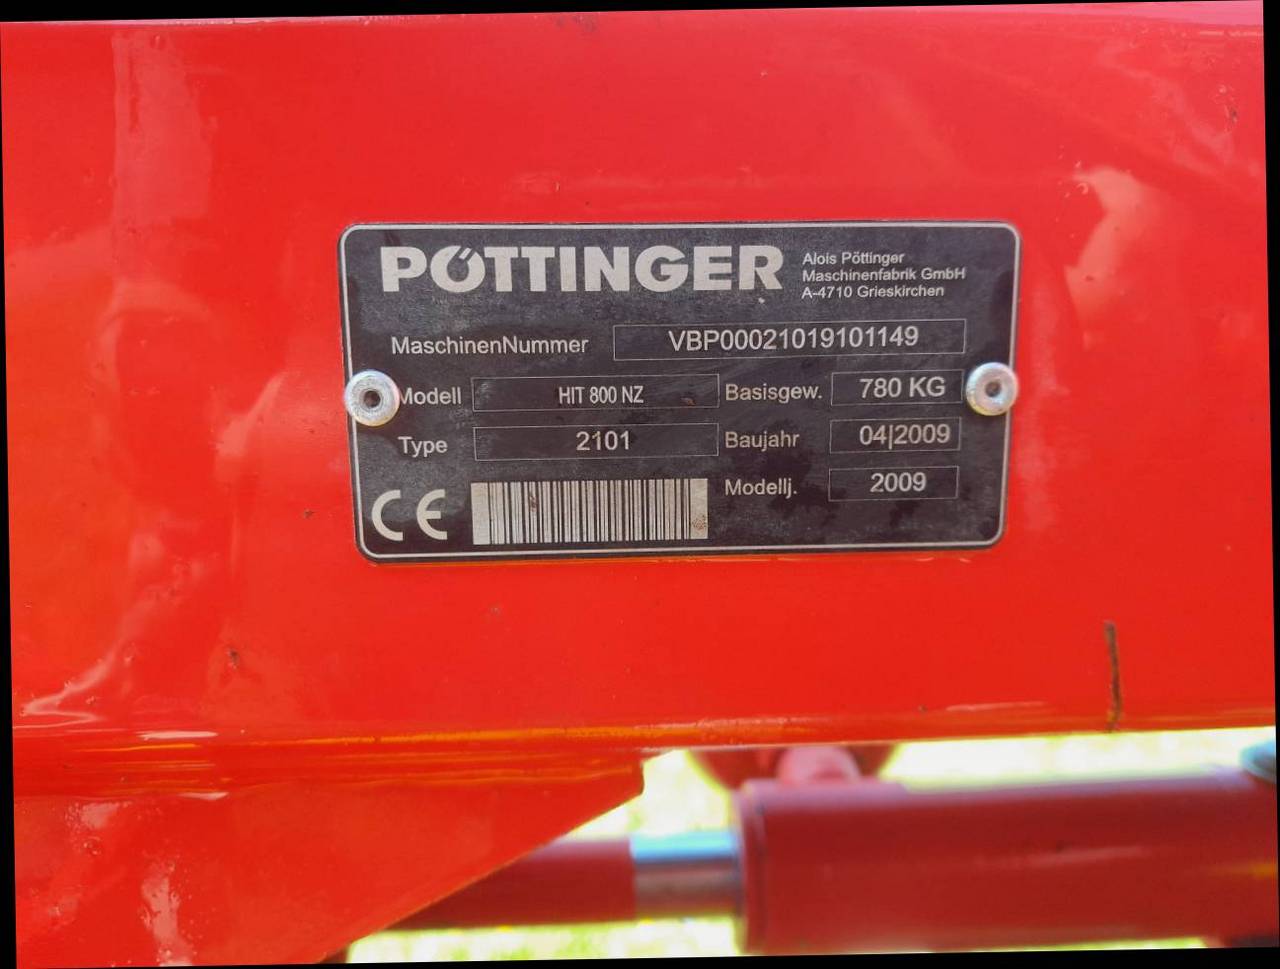 PÖTTINGER
Alois Pöttinger
Maschinenfabrik GmbH
A-4710 Grieskirchen
MaschinenNummer VBP00021019101149
Modell HIT 800 NZ Basisgew. 780 KG
Type 2101 Baujahr 04|2009
Modellj. 2009
CE